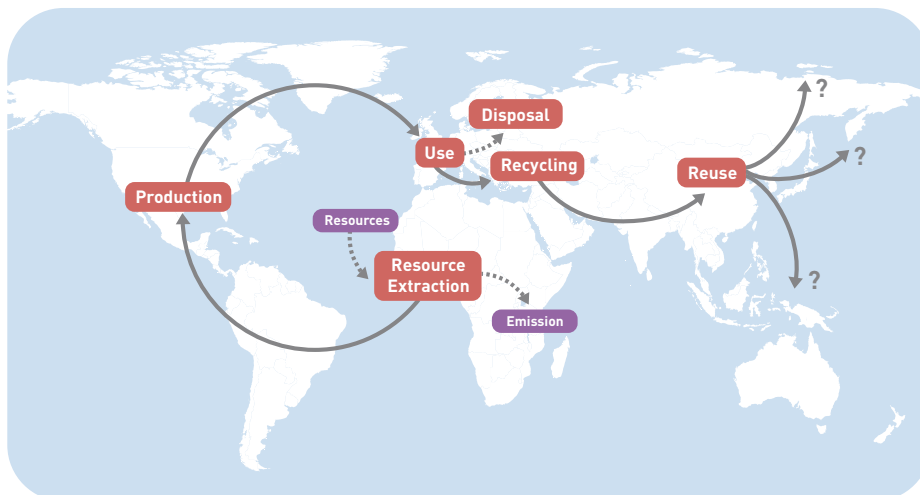 ?
Disposal
?
Use
Recycling
Reuse
Production
Resources
Resource
Extraction
?
Emission